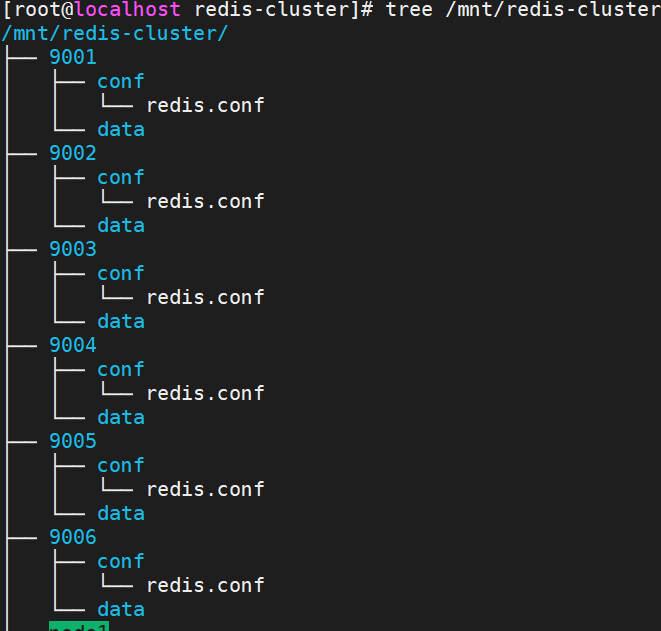 [root@localhost redis-cluster]# tree /mnt/redis-cluster
/mnt/redis-cluster/
├── 9001
│   ├── conf
│   │   └── redis.conf
│   └── data
├── 9002
│   ├── conf
│   │   └── redis.conf
│   └── data
├── 9003
│   ├── conf
│   │   └── redis.conf
│   └── data
├── 9004
│   ├── conf
│   │   └── redis.conf
│   └── data
├── 9005
│   ├── conf
│   │   └── redis.conf
│   └── data
├── 9006
│   ├── conf
│   │   └── redis.conf
│   └── data